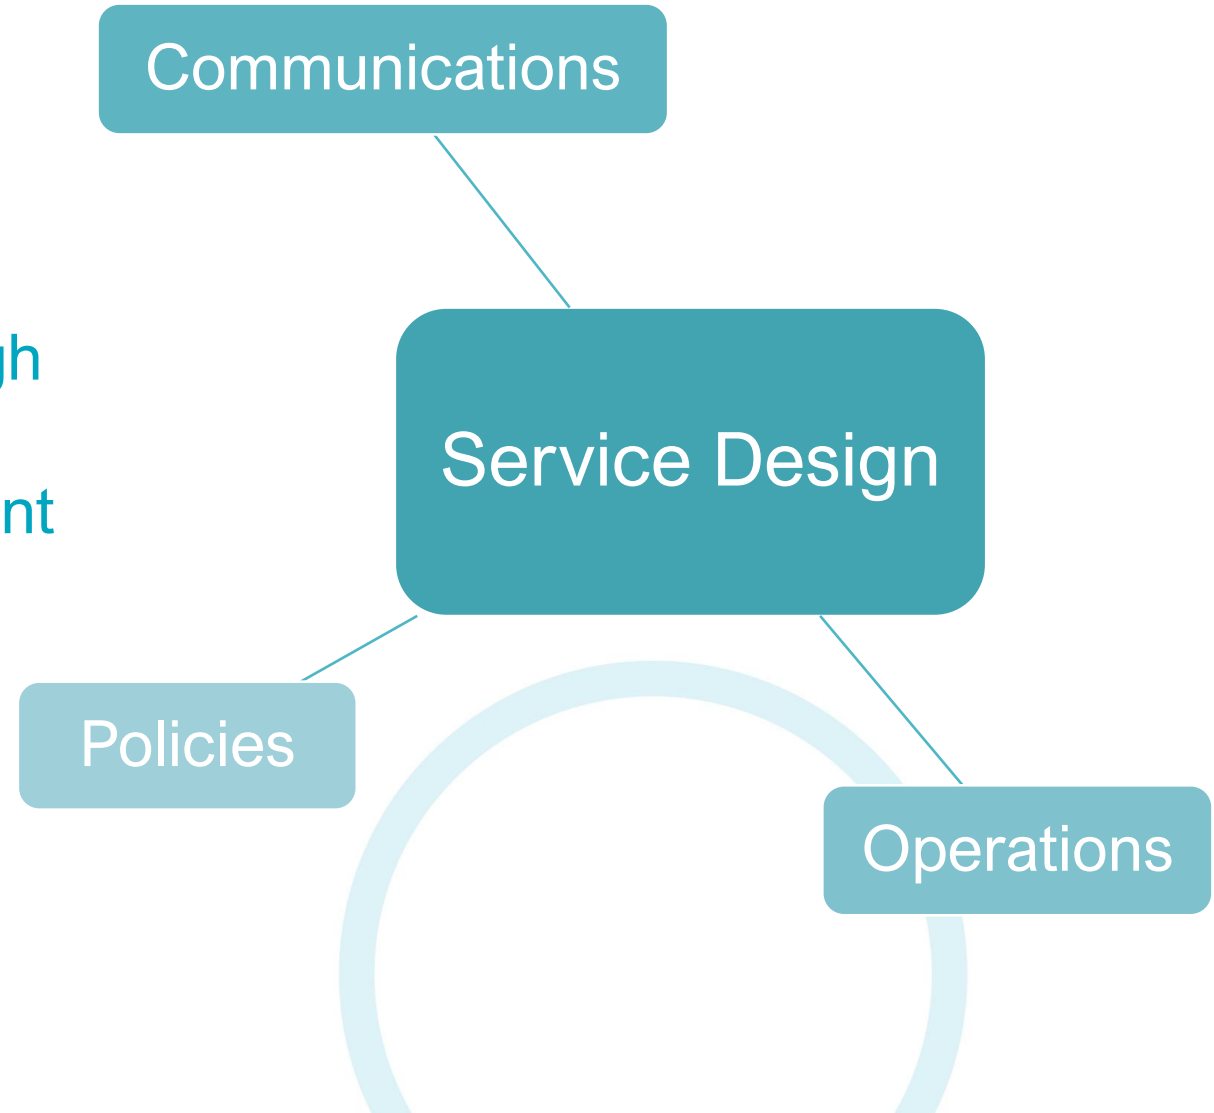 Communications
gh
Service Design
nt
Policies
Operations